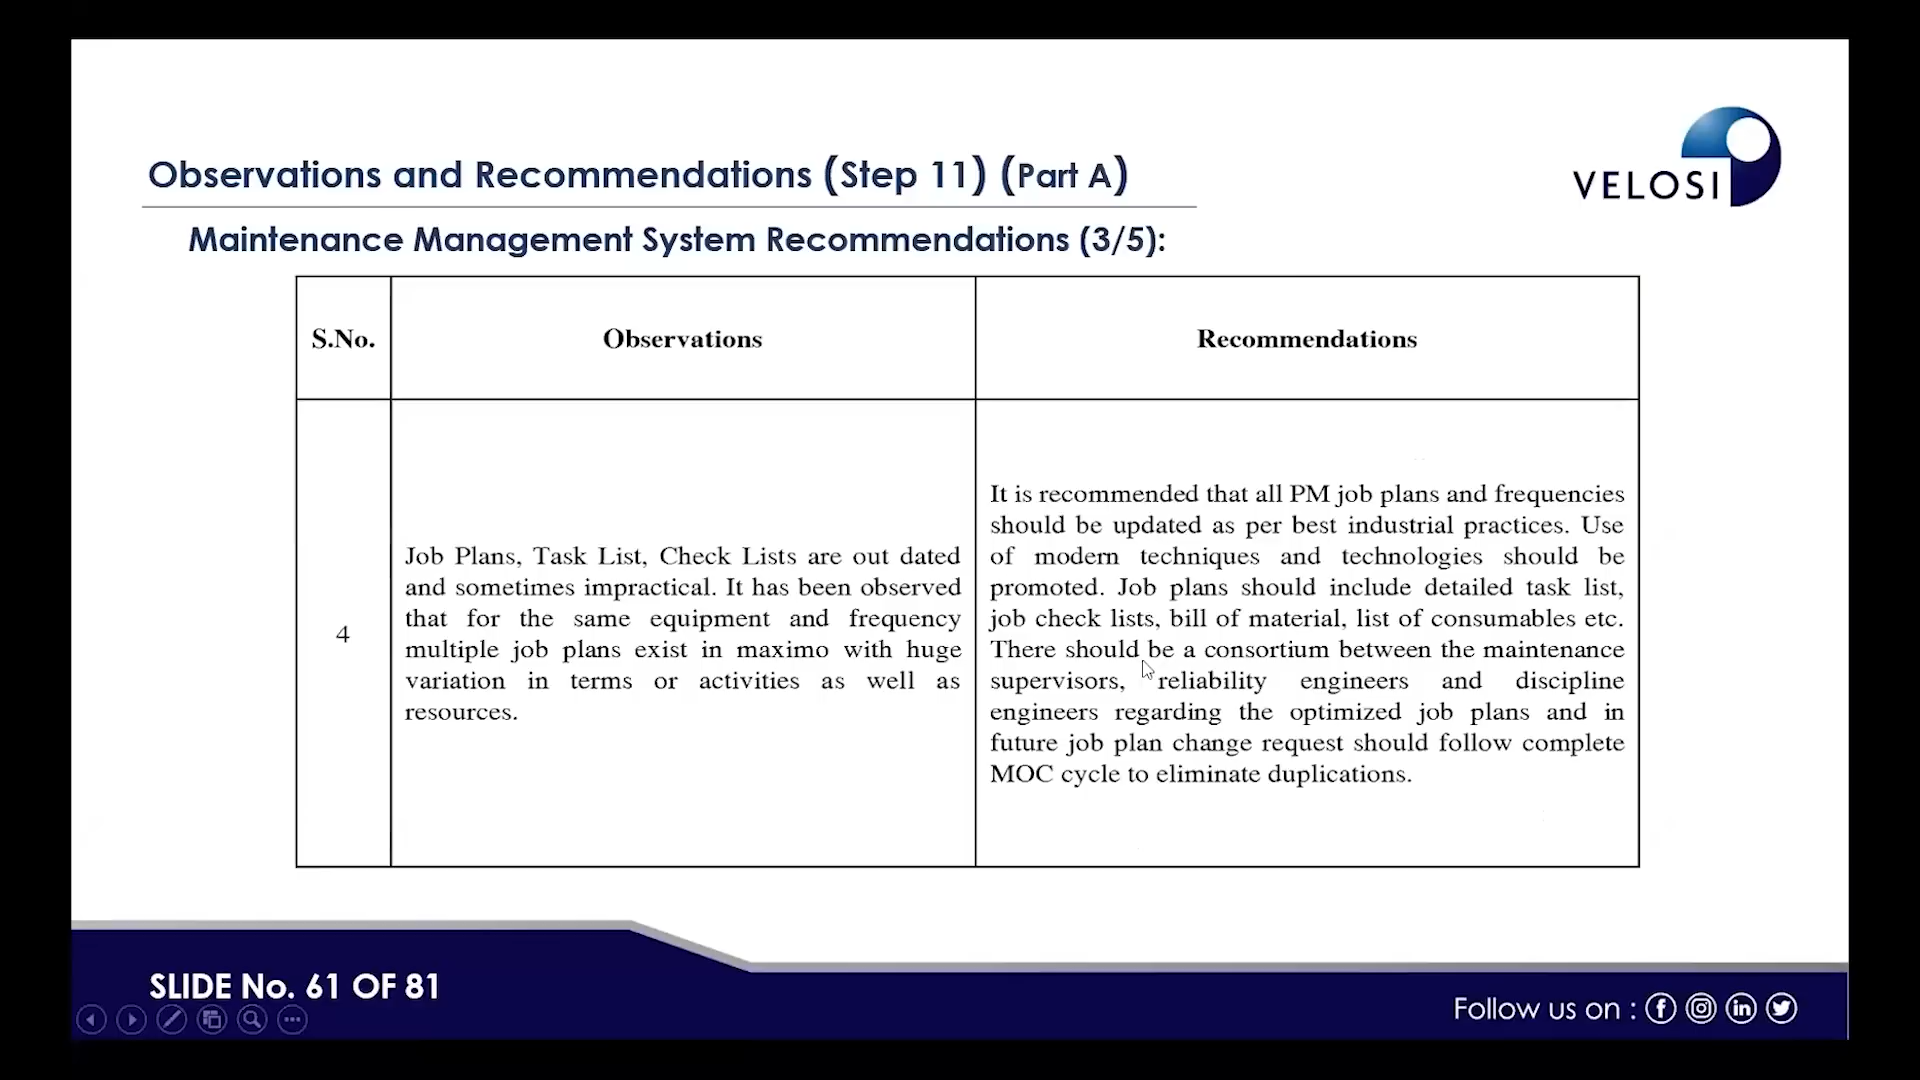 Observations and Recommendations (Step 11) (Part A)
VELOSI
Maintenance Management System Recommendations (3/5):
S.No.
Observations
Recommendations
4
Job Plans, Task List, Check Lists are out dated
and sometimes impractical. It has been observed
that for the same equipment and frequency
multiple job plans exist in maximo with huge
variation in terms or activities as well as
resources.
It is recommended that all PM job plans and frequencies
should be updated as per best industrial practices. Use
of modern techniques and technologies should be
promoted. Job plans should include detailed task list,
job check lists, bill of material, list of consumables etc.
There should be a consortium between the maintenance
supervisors, reliability engineers and discipline
engineers regarding the optimized job plans and in
future job plan change request should follow complete
MOC cycle to eliminate duplications.
SLIDE No. 61 OF 81
Follow us on :